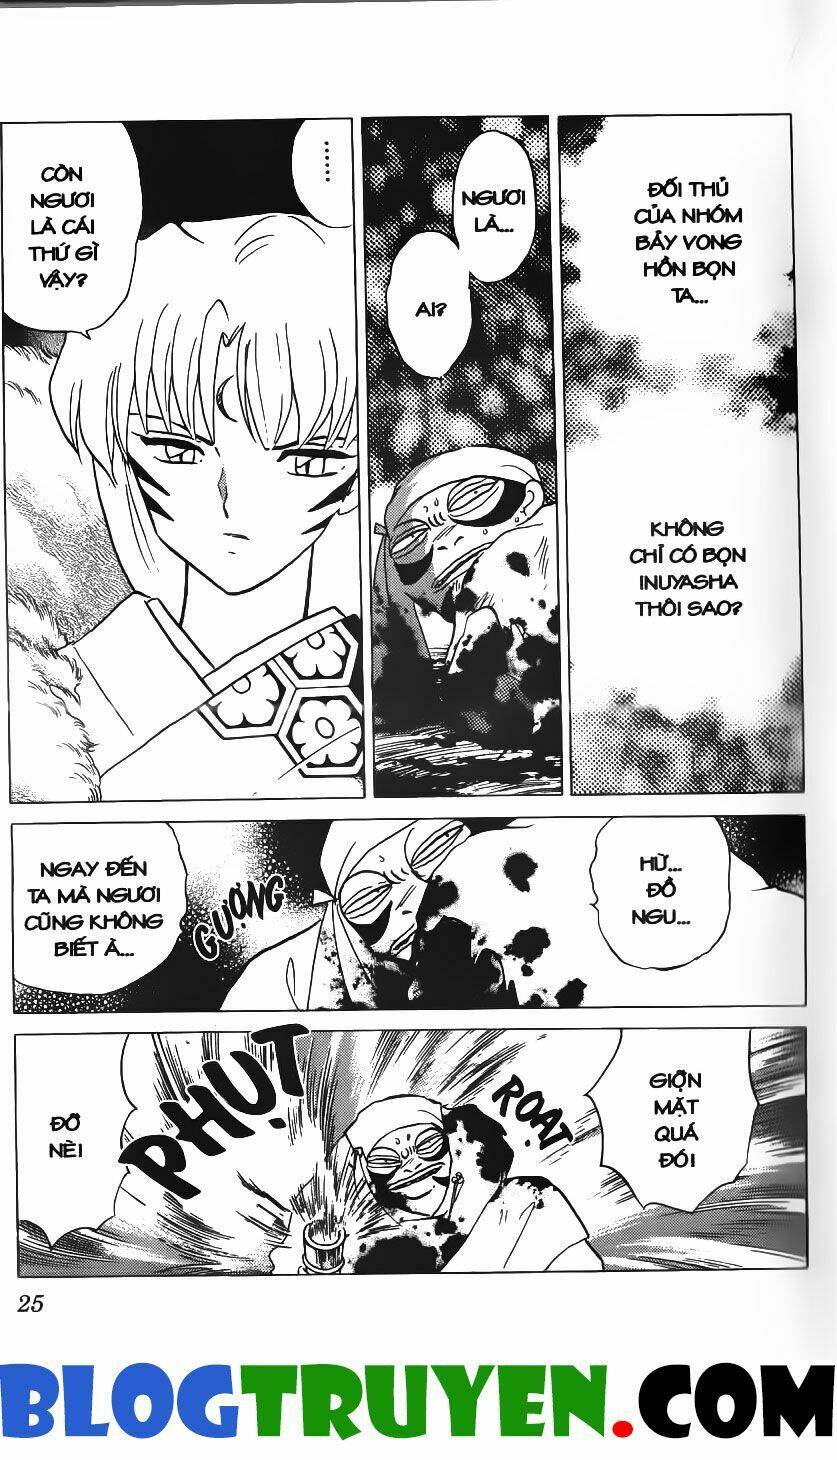 ĐỐI THỦ
CỦA NHÓM
BẢY VONG
HỒN BỌN
TA...
KHÔNG
CHỈ CÓ BỌN
INUYASHA
THÔI SAO?
NGƯƠI
LÀ...
AI?
......
CÒN
NGƯƠI
LÀ CÁI
THỨ GÌ
VẬY?
HỪ...
ĐỒ
NGU...
GƯỢNG
NGAY ĐẾN
TA MÀ NGƯƠI
CŨNG KHÔNG
BIẾT À...
GIỠN
MẶT
QUÁ
ĐÓ!
ROẠT
PHỤT
ĐỠ
NÈ!
25
BLOGTRUYEN.COM